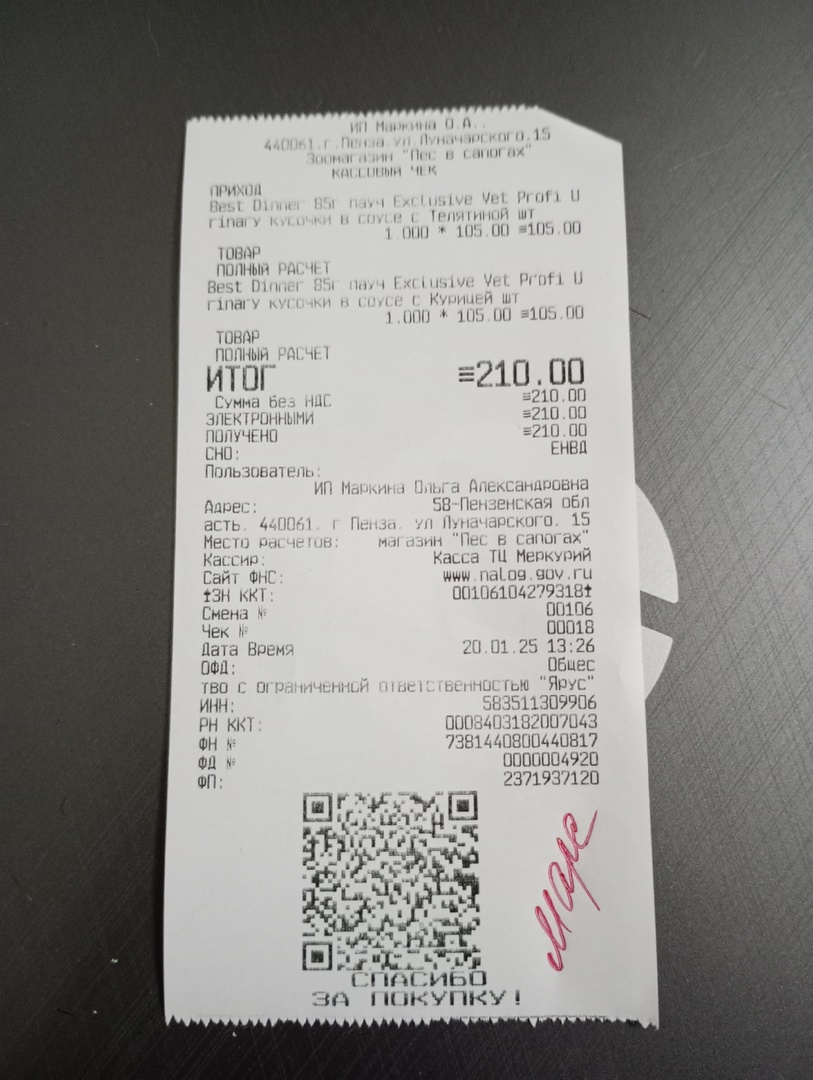 ИП Маркина О.А..
440061.г.Пенза.ул.Луначарского.15
Зоомагазин "Пес в сапогах"
КАССОВЫЙ ЧЕК
ПРИХОД
Best Dinner 85г пауч Exclusive Vet Profi U
rinary кусочки в соусе с Телятиной шт
1.000 * 105.00 ≡105.00
ТОВАР
ПОЛНЫЙ РАСЧЕТ
Best Dinner 85г пауч Exclusive Vet Profi U
rinary кусочки в соусе с Курицей шт
1.000 * 105.00 ≡105.00
ТОВАР
ПОЛНЫЙ РАСЧЕТ
ИТОГ ≡210.00
Сумма без НДС ≡210.00
ЭЛЕКТРОННЫМИ ≡210.00
ПОЛУЧЕНО ≡210.00
СНО: ЕНВД
Пользователь:
ИП Маркина Ольга Александровна
Адрес: 58-Пензенская обл
асть. 440061. г Пенза. ул Луначарского. 15
Место расчетов: магазин "Пес в сапогах"
Кассир: Касса ТЦ Меркурий
Сайт ФНС: www.nalog.gov.ru
↕ЗН ККТ: 00106104279318↕
Смена № 00106
Чек № 00018
Дата Время 20.01.25 13:26
ОФД: Общес
тво с ограниченной ответственностью "Ярус"
ИНН: 583511309906
РН ККТ: 0008403182007043
ФН № 7381440800440817
ФД № 0000004920
ФП: 2371937120
СПАСИБО
ЗА ПОКУПКУ!